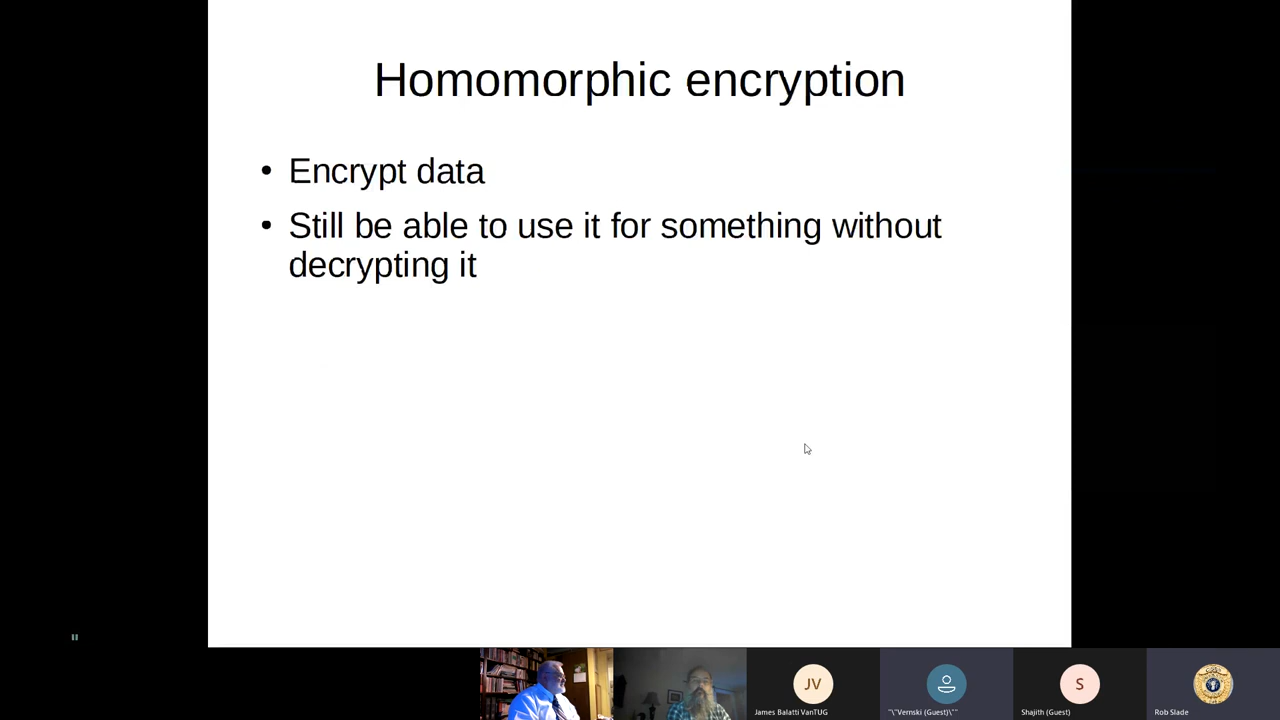 Homomorphic encryption
• Encrypt data
• Still be able to use it for something without
decrypting it
JV
S
James Balatti VanTUG
"\"Vernski (Guest)\""
Shajith (Guest)
Rob Slade